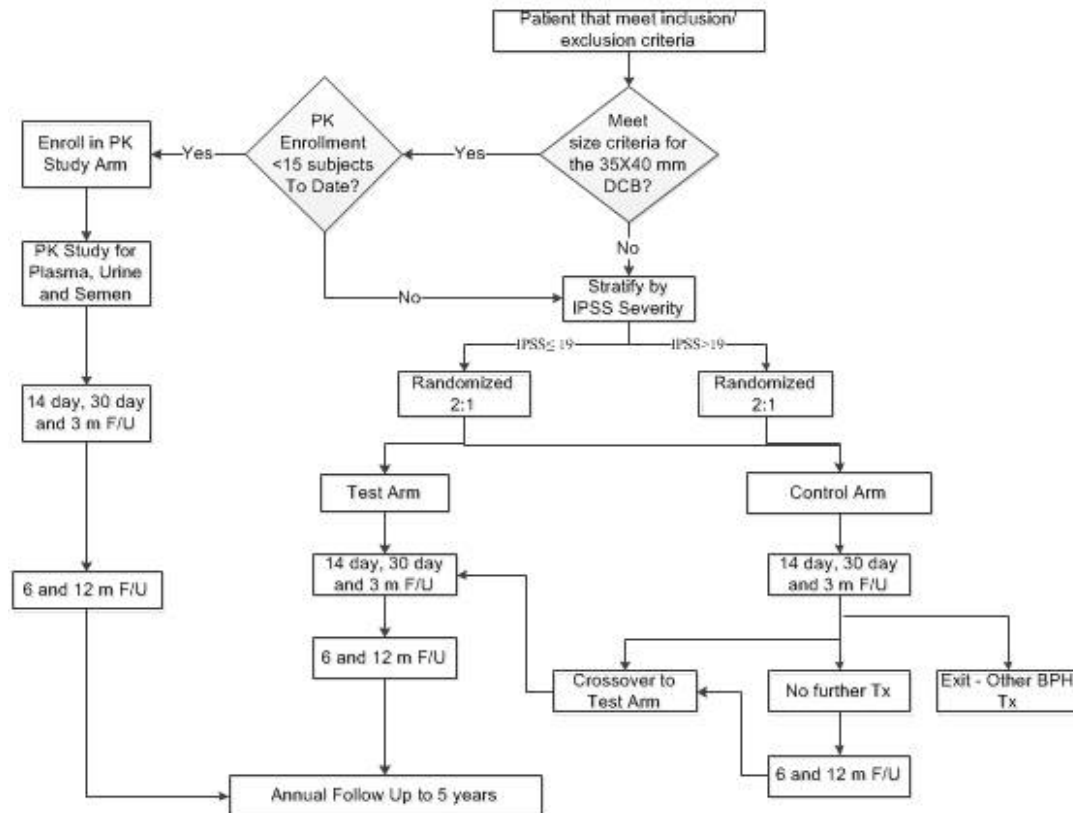 Patient that meet inclusion/
exclusion criteria
Meet
size criteria for
the 35X40 mm
DCB?
Yes
PK
Enrollment
<15 subjects
To Date?
Yes
Enroll in PK
Study Arm
PK Study for
Plasma, Urine
and Semen
No
No
Stratify by
IPSS Severity
IPSS≤ 19
IPSS>19
Randomized
2:1
Randomized
2:1
14 day, 30 day
and 3 m F/U
Test Arm
Control Arm
14 day, 30 day
and 3 m F/U
14 day, 30 day
and 3 m F/U
6 and 12 m F/U
6 and 12 m F/U
Crossover to
Test Arm
No further Tx
Exit - Other BPH
Tx
6 and 12 m F/U
Annual Follow Up to 5 years